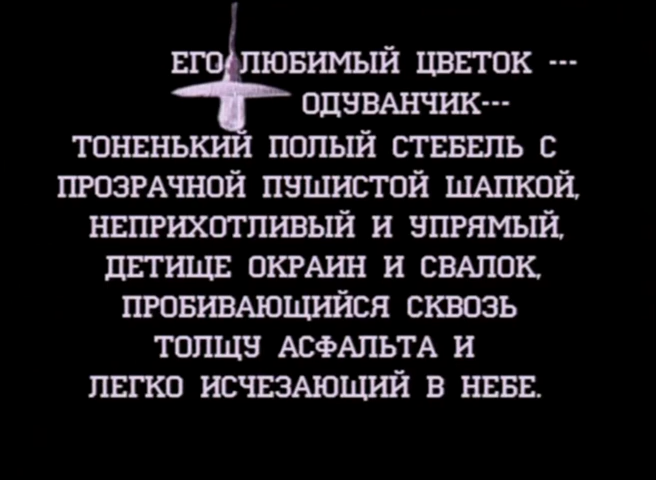 ЕГО ЛЮБИМЫЙ ЦВЕТОК ---
ОДУВАНЧИК---
ТОНЕНЬКИЙ ПОЛЫЙ СТЕБЕЛЬ С
ПРОЗРАЧНОЙ ПУШИСТОЙ ШАПКОЙ,
НЕПРИХОТЛИВЫЙ И УПРЯМЫЙ,
ДЕТИЩЕ ОКРАИН И СВАЛОК,
ПРОБИВАЮЩИЙСЯ СКВОЗЬ
ТОЛЩУ АСФАЛЬТА И
ЛЕГКО ИСЧЕЗАЮЩИЙ В НЕБЕ.